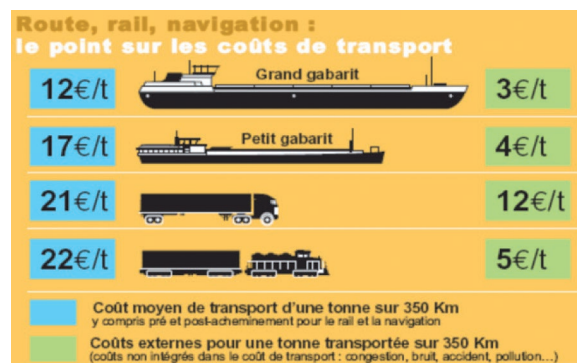 Route, rail, navigation :
le point sur les coûts de transport
12€/t Grand gabarit 3€/t
17€/t Petit gabarit 4€/t
21€/t 12€/t
22€/t 5€/t
Coût moyen de transport d'une tonne sur 350 Km
y compris pré et post-acheminement pour le rail et la navigation
Coûts externes pour une tonne transportée sur 350 Km
(coûts non intégrés dans le coût de transport : congestion, bruit, accident, pollution...)